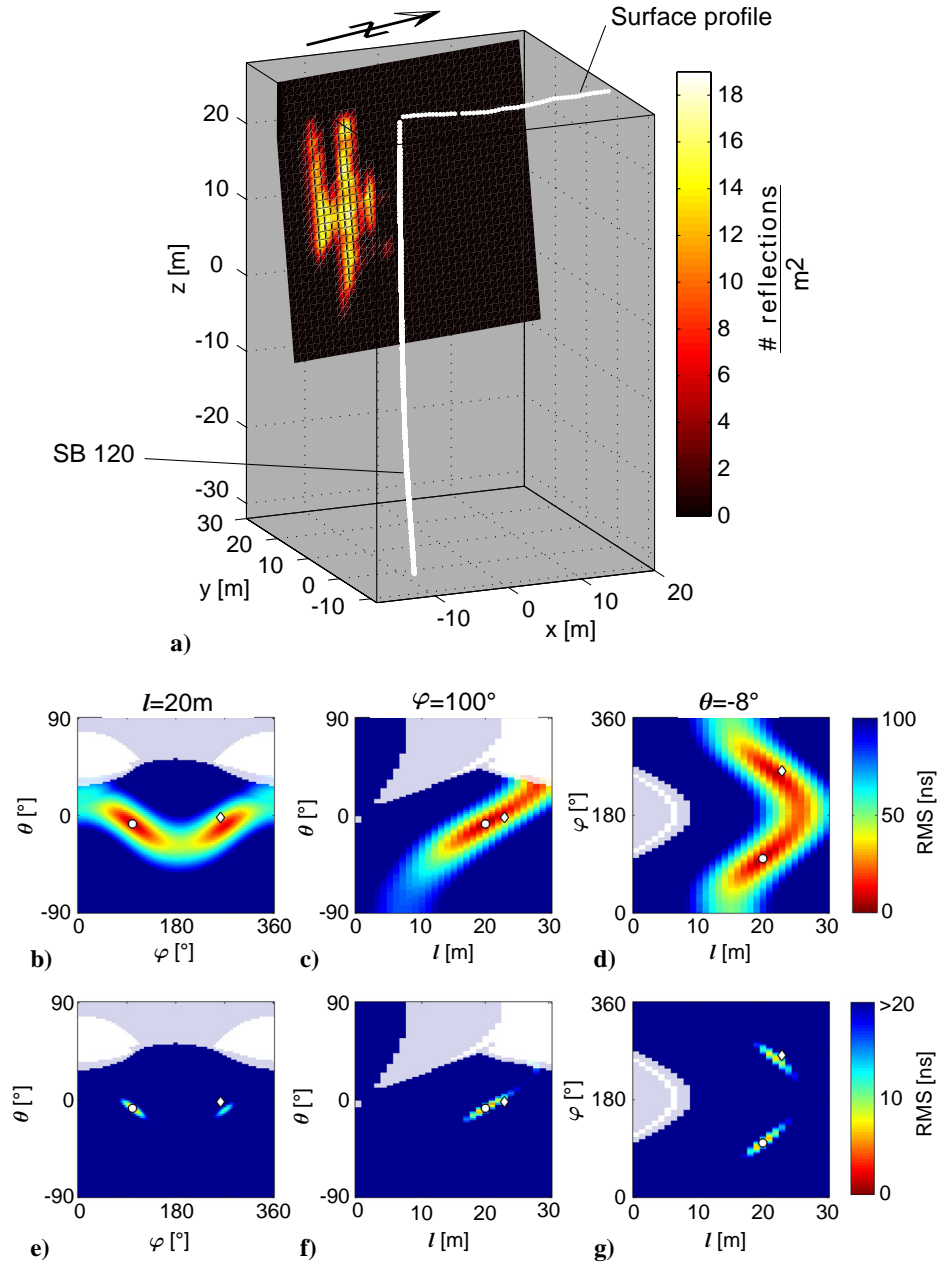 Surface profile
20
10
0
-10
-20
-30
z [m]
30
20
10
0
-10
y [m]
-10
0
10
20
x [m]
SB 120
18
16
14
12
10
8
6
4
2
0
# reflections
m2
a)
l=20m
φ=100°
θ=-8°
90
0
-90
θ [°]
0
180
360
φ [°]
b)
90
0
-90
θ [°]
0
10
20
30
l [m]
c)
360
180
0
φ [°]
0
10
20
30
l [m]
d)
100
50
0
RMS [ns]
90
0
-90
θ [°]
0
180
360
φ [°]
e)
90
0
-90
θ [°]
0
10
20
30
l [m]
f)
360
180
0
φ [°]
0
10
20
30
l [m]
g)
>20
10
0
RMS [ns]